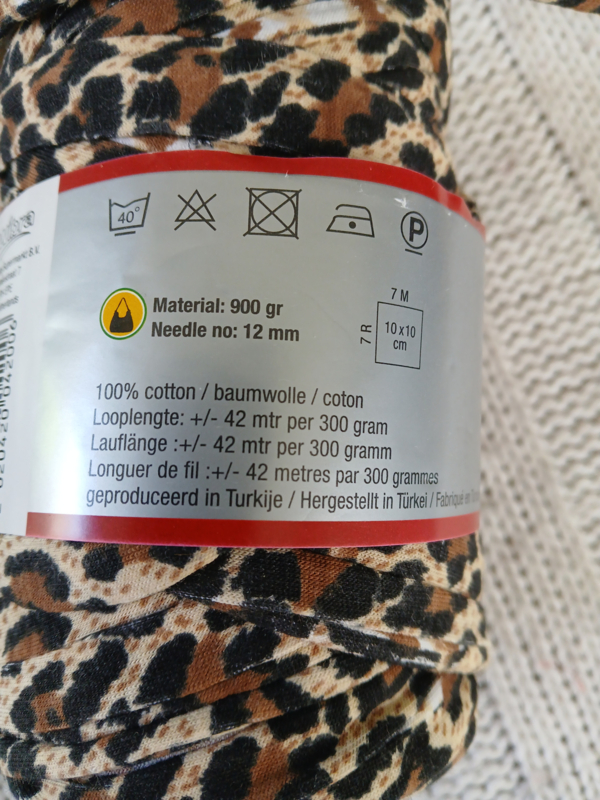 40°
P
Material: 900 gr
Needle no: 12 mm
7 M
7 R
10 x 10
cm
100% cotton / baumwolle / coton
Looplengte: +/- 42 mtr per 300 gram
Lauflänge :+/- 42 mtr per 300 gramm
Longuer de fil :+/- 42 metres par 300 grammes
geproduceerd in Turkije / Hergestellt in Türkei / Fabriqué en